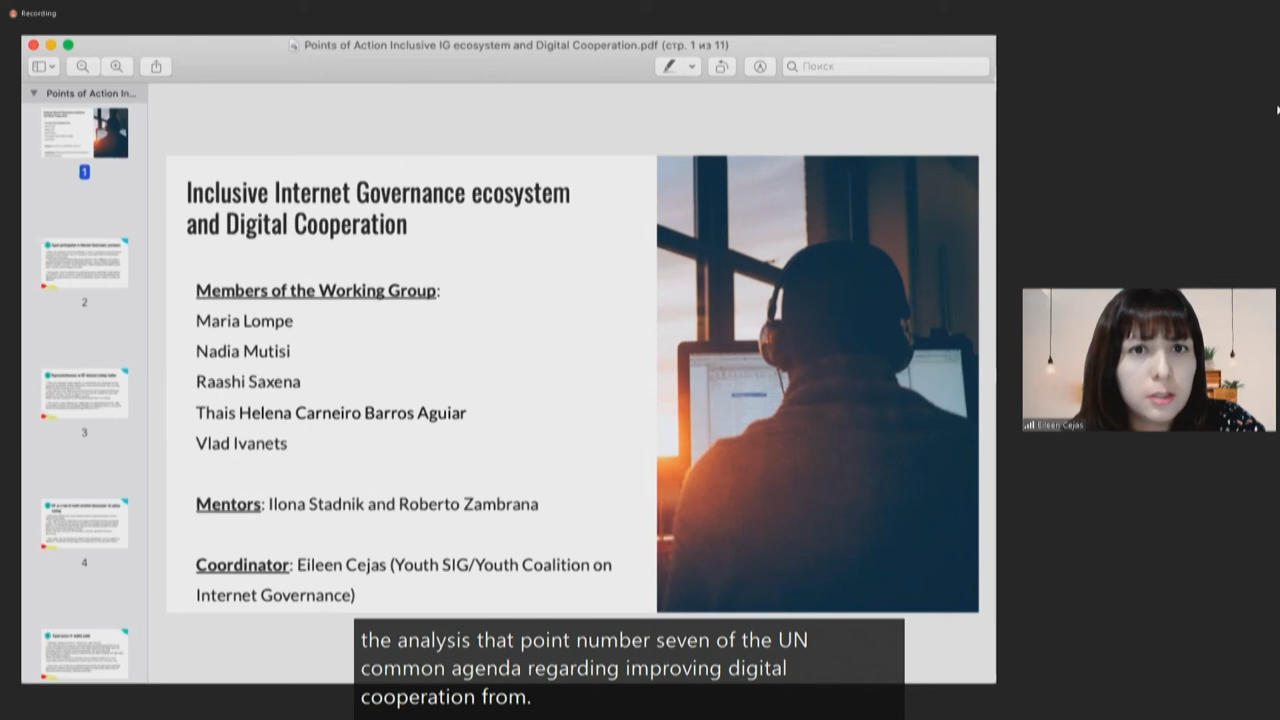 Recording
Points of Action Inclusive IG ecosystem and Digital Cooperation.pdf (стр. 1 из 11)
Поиск
Points of Action In...
1
2
3
4
Inclusive Internet Governance ecosystem
and Digital Cooperation
Members of the Working Group:
Maria Lompe
Nadia Mutisi
Raashi Saxena
Thais Helena Carneiro Barros Aguiar
Vlad Ivanets
Mentors: Ilona Stadnik and Roberto Zambrana
Coordinator: Eileen Cejas (Youth SIG/Youth Coalition on
Internet Governance)
Eileen Cejas
the analysis that point number seven of the UN
common agenda regarding improving digital
cooperation from.